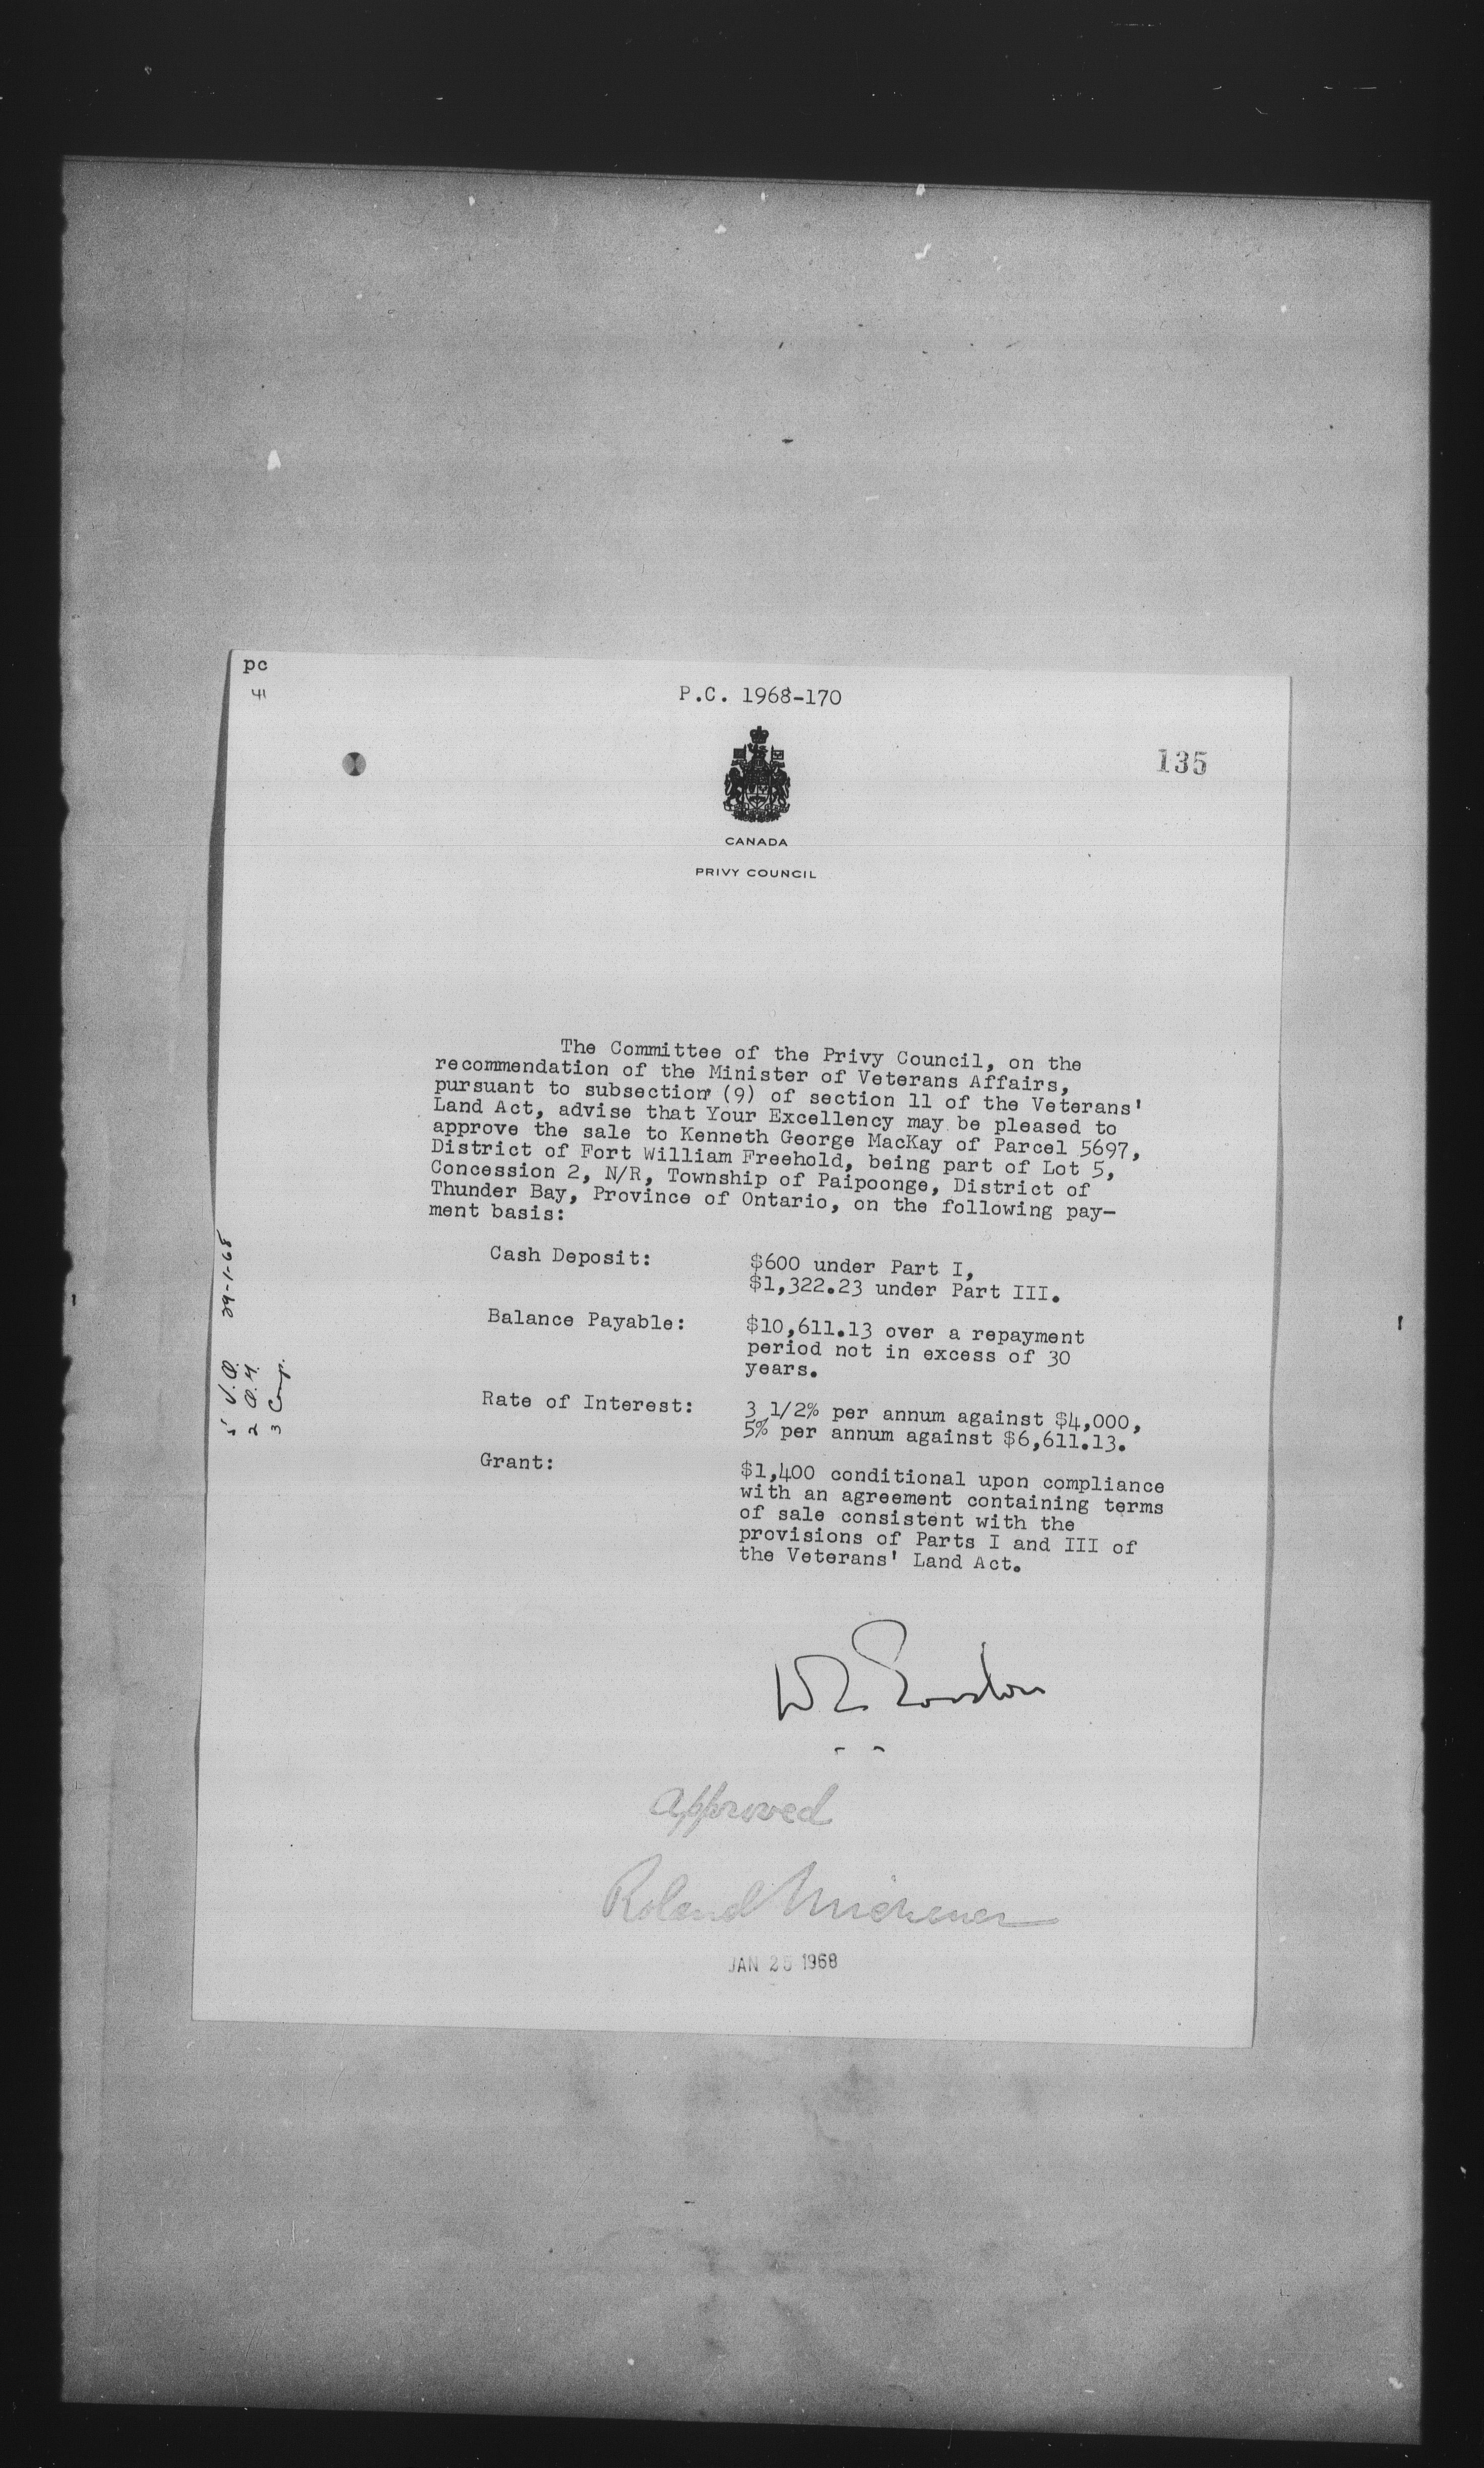 pc
41
P.C. 1968-170
135
CANADA
PRIVY COUNCIL
The Committee of the Privy Council, on the
recommendation of the Minister of Veterans Affairs,
pursuant to subsection (9) of section 11 of the Veterans'
Land Act, advise that Your Excellency may be pleased to
approve the sale to Kenneth George MacKay of Parcel 5697,
District of Fort William Freehold, being part of Lot 5,
Concession 2, N/R, Township of Paipoonge, District of
Thunder Bay, Province of Ontario, on the following pay-
ment basis:
Cash Deposit: $600 under Part I,
$1,322.23 under Part III.
Balance Payable: $10,611.13 over a repayment
period not in excess of 30
years.
Rate of Interest: 3 1/2% per annum against $4,000,
5% per annum against $6,611.13.
Grant: $1,400 conditional upon compliance
with an agreement containing terms
of sale consistent with the
provisions of Parts I and III of
the Veterans' Land Act.
Approved
Roland Michener
JAN 25 1968
29-1-68
3 Comp.